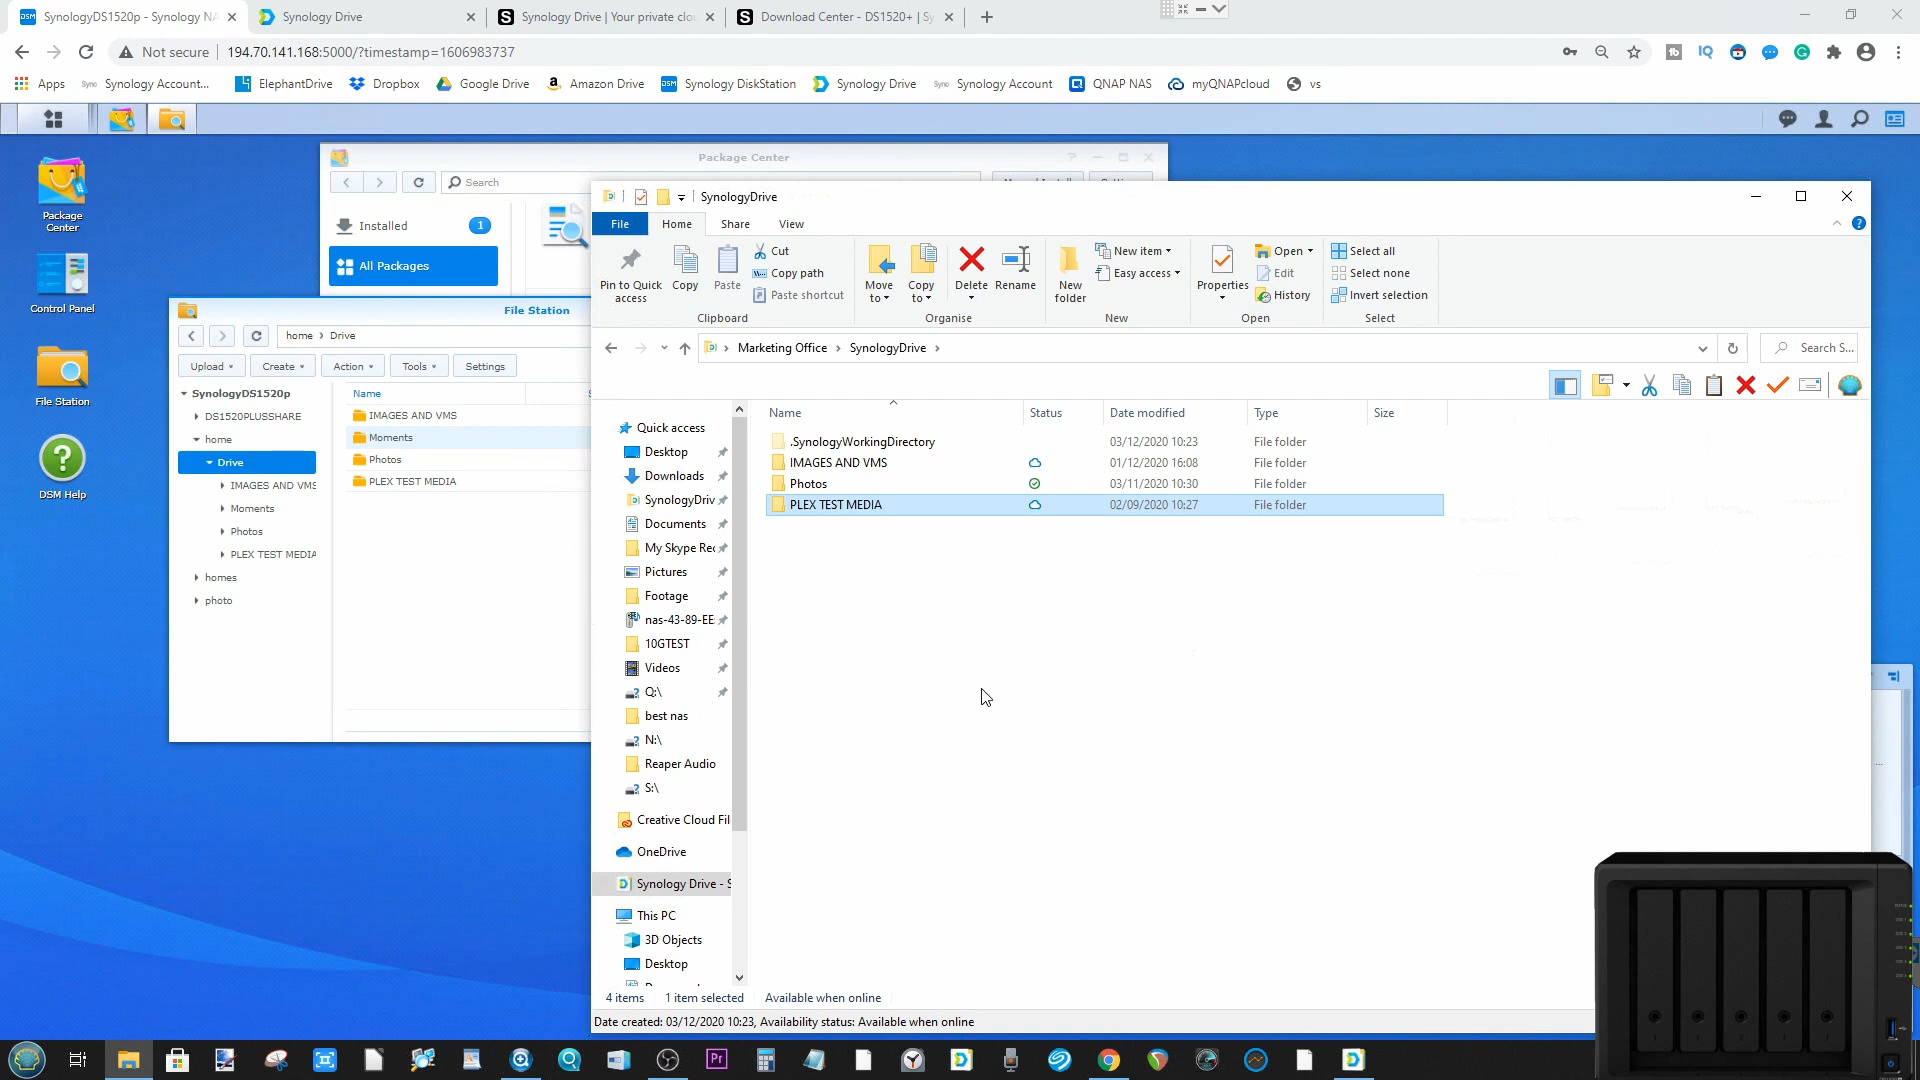 SynologyDS1520p - Synology NA
Synology Drive
Synology Drive | Your private clo
Download Center - DS1520+ | Sy
Not secure
194.70.141.168:5000/?timestamp=1606983737
Apps
Synology Account...
ElephantDrive
Dropbox
Google Drive
Amazon Drive
Synology DiskStation
Synology Drive
Synology Account
QNAP NAS
myQNAPcloud
vs
Package Center
Control Panel
File Station
DSM Help
Package Center
Search
Installed
1
All Packages
File Station
home
Drive
Upload
Create
Action
Tools
Settings
SynologyDS1520p
DS1520PLUSSHARE
home
Drive
IMAGES AND VMS
Moments
Photos
PLEX TEST MEDIA
homes
photo
Name
IMAGES AND VMS
Moments
Photos
PLEX TEST MEDIA
SynologyDrive
File
Home
Share
View
Pin to Quick access
Copy
Paste
Cut
Copy path
Paste shortcut
Clipboard
Move to
Copy to
Delete
Rename
Organise
New folder
New item
Easy access
New
Properties
Open
Edit
History
Open
Select all
Select none
Invert selection
Select
Marketing Office
SynologyDrive
Search S...
Name
Status
Date modified
Type
Size
.SynologyWorkingDirectory
03/12/2020 10:23
File folder
IMAGES AND VMS
01/12/2020 16:08
File folder
Photos
03/11/2020 10:30
File folder
PLEX TEST MEDIA
02/09/2020 10:27
File folder
Quick access
Desktop
Downloads
SynologyDriv
Documents
My Skype Rec
Pictures
Footage
nas-43-89-EE
10GTEST
Videos
Q:\
best nas
N:\
Reaper Audio
S:\
Creative Cloud Fil
OneDrive
Synology Drive - S
This PC
3D Objects
Desktop
4 items
1 item selected
Available when online
Date created: 03/12/2020 10:23, Availability status: Available when online